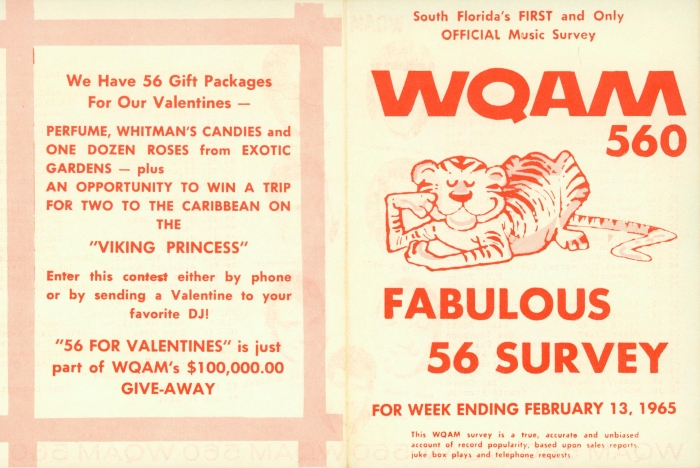 We Have 56 Gift Packages
For Our Valentines —
PERFUME, WHITMAN'S CANDIES and
ONE DOZEN ROSES from EXOTIC
GARDENS — plus
AN OPPORTUNITY TO WIN A TRIP
FOR TWO TO THE CARIBBEAN ON
THE
"VIKING PRINCESS"
Enter this contest either by phone
or by sending a Valentine to your
favorite DJ!
"56 FOR VALENTINES" is just
part of WQAM's $100,000.00
GIVE-AWAY
South Florida's FIRST and Only
OFFICIAL Music Survey
WQAM
560
FABULOUS
56 SURVEY
FOR WEEK ENDING FEBRUARY 13, 1965
This WQAM survey is a true, accurate and unbiased
account of record popularity, based upon sales reports,
juke box plays and telephone requests.